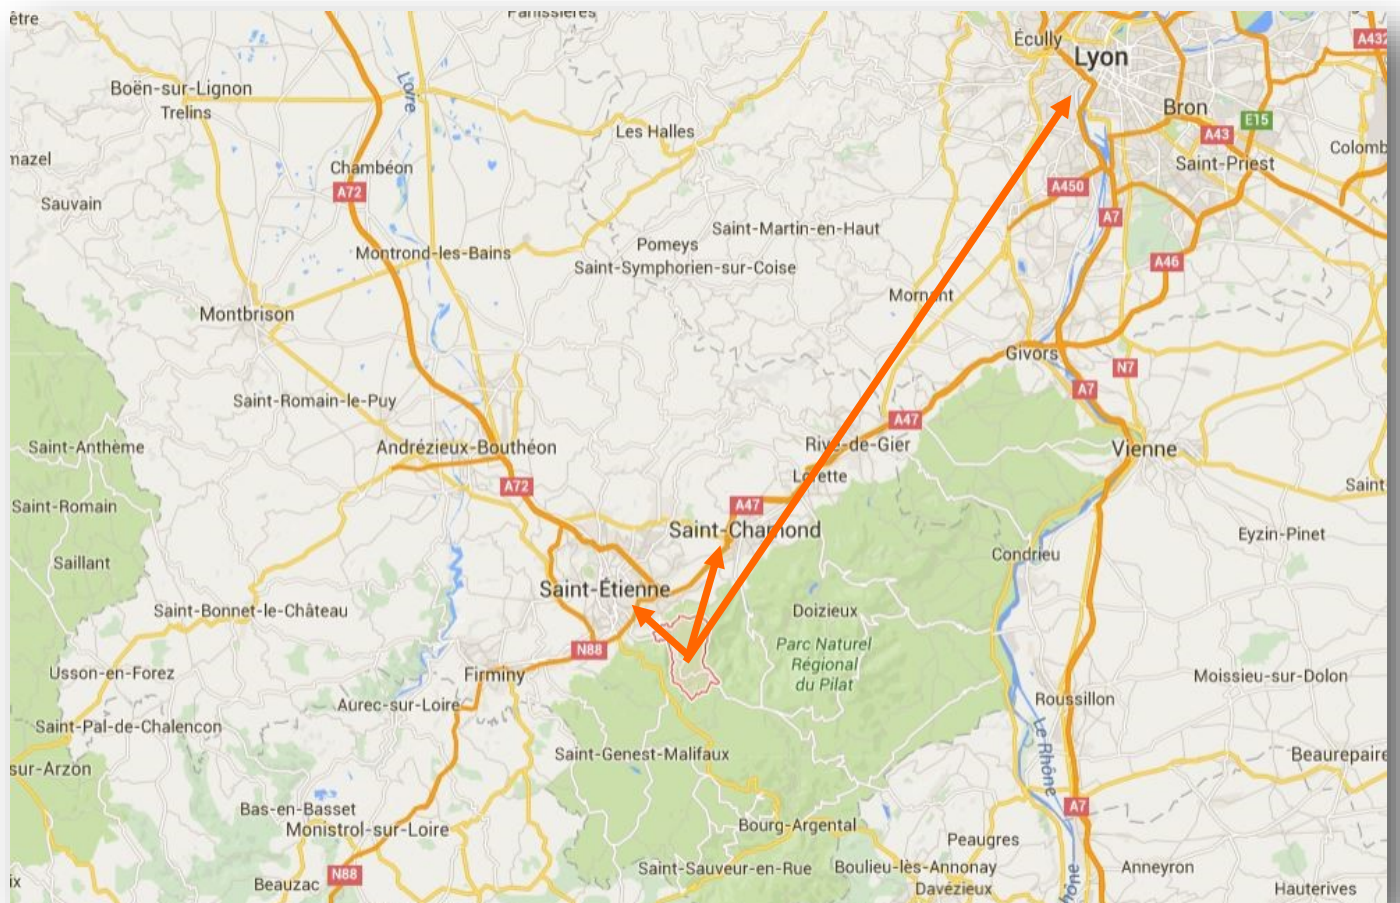 Panissières
Écully
Lyon
A432
Boën-sur-Lignon
Trelins
Loire
Les Halles
Bron
A43
E15
Saint-Priest
Colomb
mazel
Chambéon
A72
Sauvain
A450
A7
Saint-Martin-en-Haut
Pomeys
Saint-Symphorien-sur-Coise
Montrond-les-Bains
A46
Mornant
Montbrison
Givors
N7
A7
Saint-Romain-le-Puy
A47
Saint-Anthème
Andrézieux-Bouthéon
Rive-de-Gier
Vienne
Lorette
A72
Saint
Saint-Romain
A47
Saint-Chamond
Eyzin-Pinet
Condrieu
Saillant
Saint-Étienne
Saint-Bonnet-le-Château
Doizieux
Parc Naturel
Régional
du Pilat
N88
Usson-en-Forez
Firminy
Moissieu-sur-Dolon
Aurec-sur-Loire
Roussillon
Saint-Pal-de-Chalencon
Saint-Genest-Malifaux
Le Rhône
Beaurepaire
sur-Arzon
Bas-en-Basset
Monistrol-sur-Loire
A7
Bourg-Argental
Peaugres
Saint-Sauveur-en-Rue
Boulieu-lès-Annonay
Anneyron
N88
Beauzac
Davézieux
Hauterives